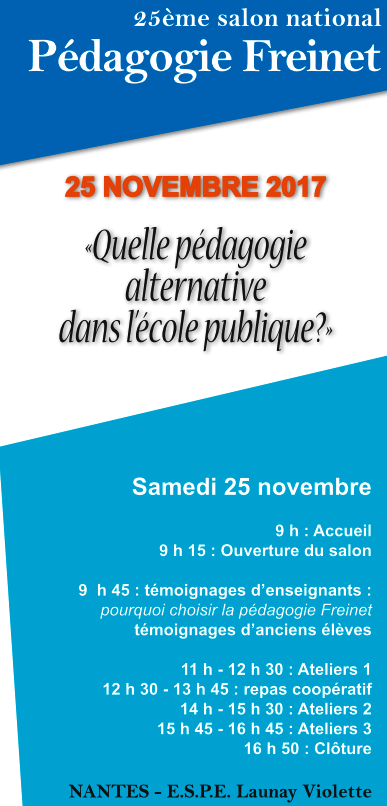 25ème salon national
Pédagogie Freinet
25 NOVEMBRE 2017
«Quelle pédagogie
alternative
dans l'école publique?»
Samedi 25 novembre
9 h : Accueil
9 h 15 : Ouverture du salon
9 h 45 : témoignages d’enseignants :
pourquoi choisir la pédagogie Freinet
témoignages d’anciens élèves
11 h - 12 h 30 : Ateliers 1
12 h 30 - 13 h 45 : repas coopératif
14 h - 15 h 30 : Ateliers 2
15 h 45 - 16 h 45 : Ateliers 3
16 h 50 : Clôture
NANTES - E.S.P.E. Launay Violette